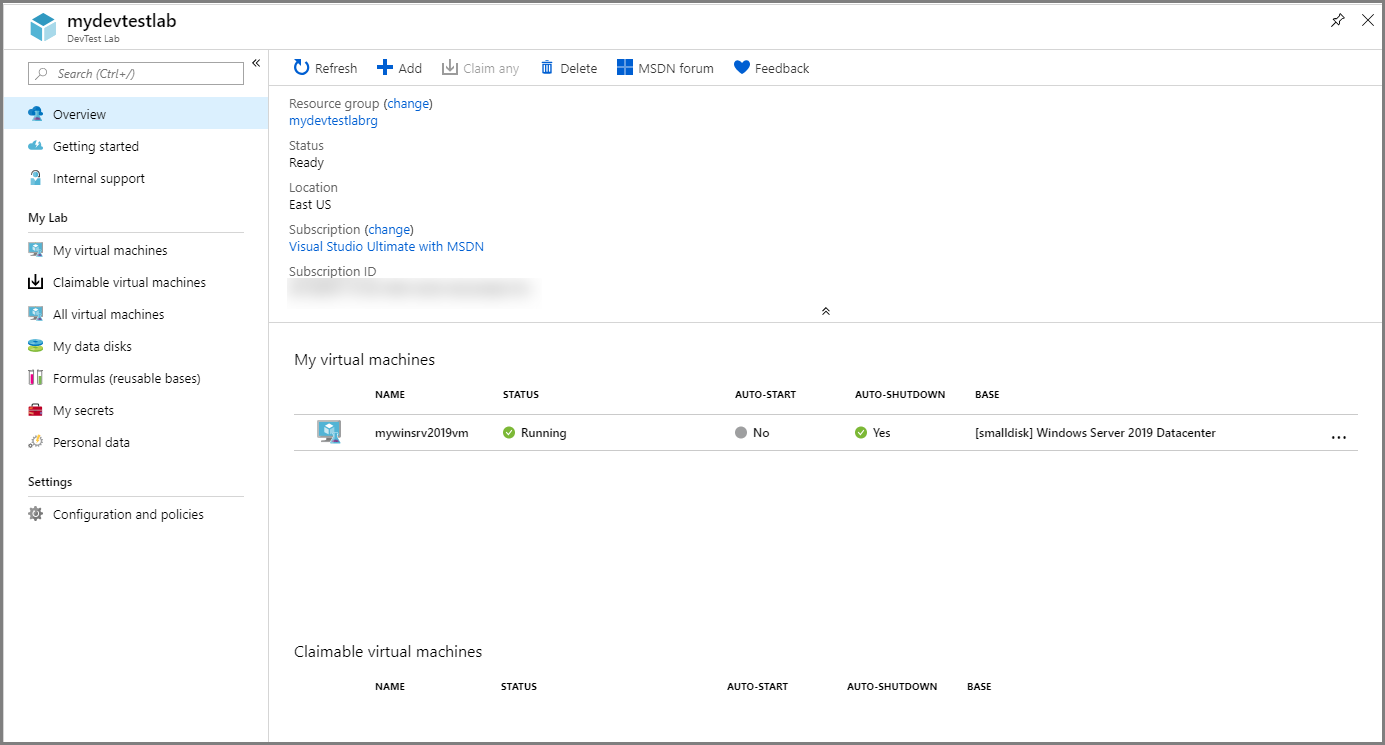 mydevtestlab
DevTest Lab
Search (Ctrl+/)
«
Refresh Add Claim any Delete MSDN forum Feedback
Overview
Getting started
Internal support
My Lab
My virtual machines
Claimable virtual machines
All virtual machines
My data disks
Formulas (reusable bases)
My secrets
Personal data
Settings
Configuration and policies
Resource group (change)
mydevtestlabrg
Status
Ready
Location
East US
Subscription (change)
Visual Studio Ultimate with MSDN
Subscription ID
My virtual machines
NAME STATUS AUTO-START AUTO-SHUTDOWN BASE
mywinsrv2019vm Running No Yes [smalldisk] Windows Server 2019 Datacenter ...
Claimable virtual machines
NAME STATUS AUTO-START AUTO-SHUTDOWN BASE